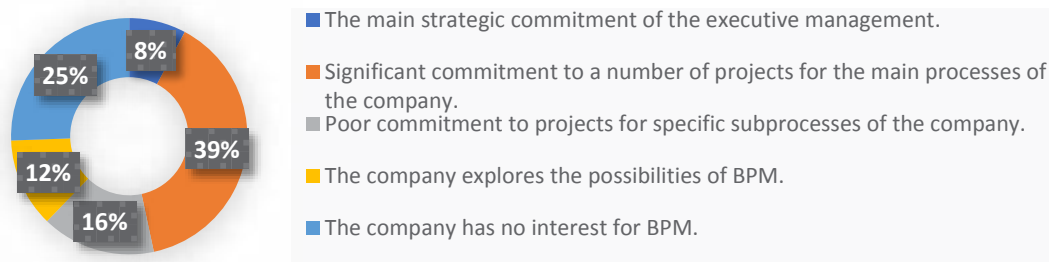 8%
25%
39%
12%
16%
The main strategic commitment of the executive management.
Significant commitment to a number of projects for the main processes of
the company.
Poor commitment to projects for specific subprocesses of the company.
The company explores the possibilities of BPM.
The company has no interest for BPM.